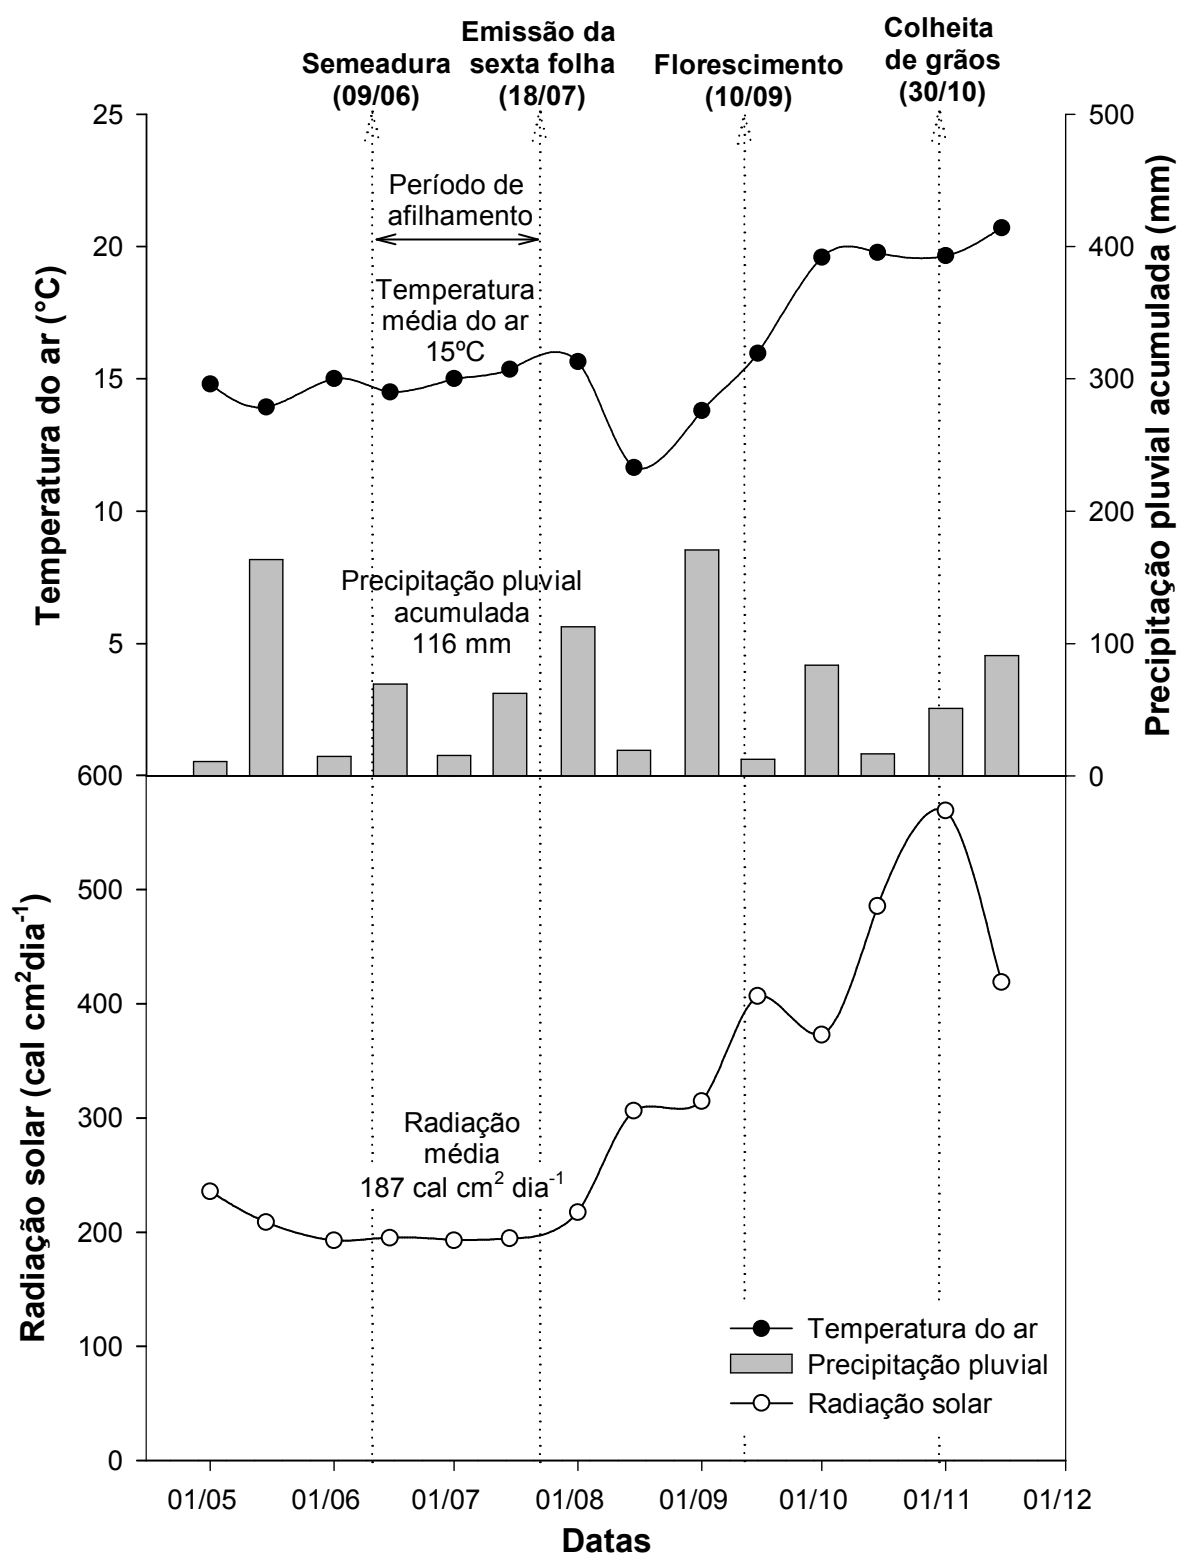 Semeadura
(09/06)
Emissão da
sexta folha
(18/07)
Florescimento
(10/09)
Colheita
de grãos
(30/10)
25
20
15
10
5
600
500
400
300
200
100
0
Temperatura do ar (°C)
Radiação solar (cal cm²dia⁻¹)
500
400
300
200
100
0
Precipitação pluvial acumulada (mm)
Período de
afilhamento
Temperatura
média do ar
15ºC
Precipitação pluvial
acumulada
116 mm
Radiação
média
187 cal cm² dia⁻¹
Temperatura do ar
Precipitação pluvial
Radiação solar
01/05 01/06 01/07 01/08 01/09 01/10 01/11 01/12
Datas